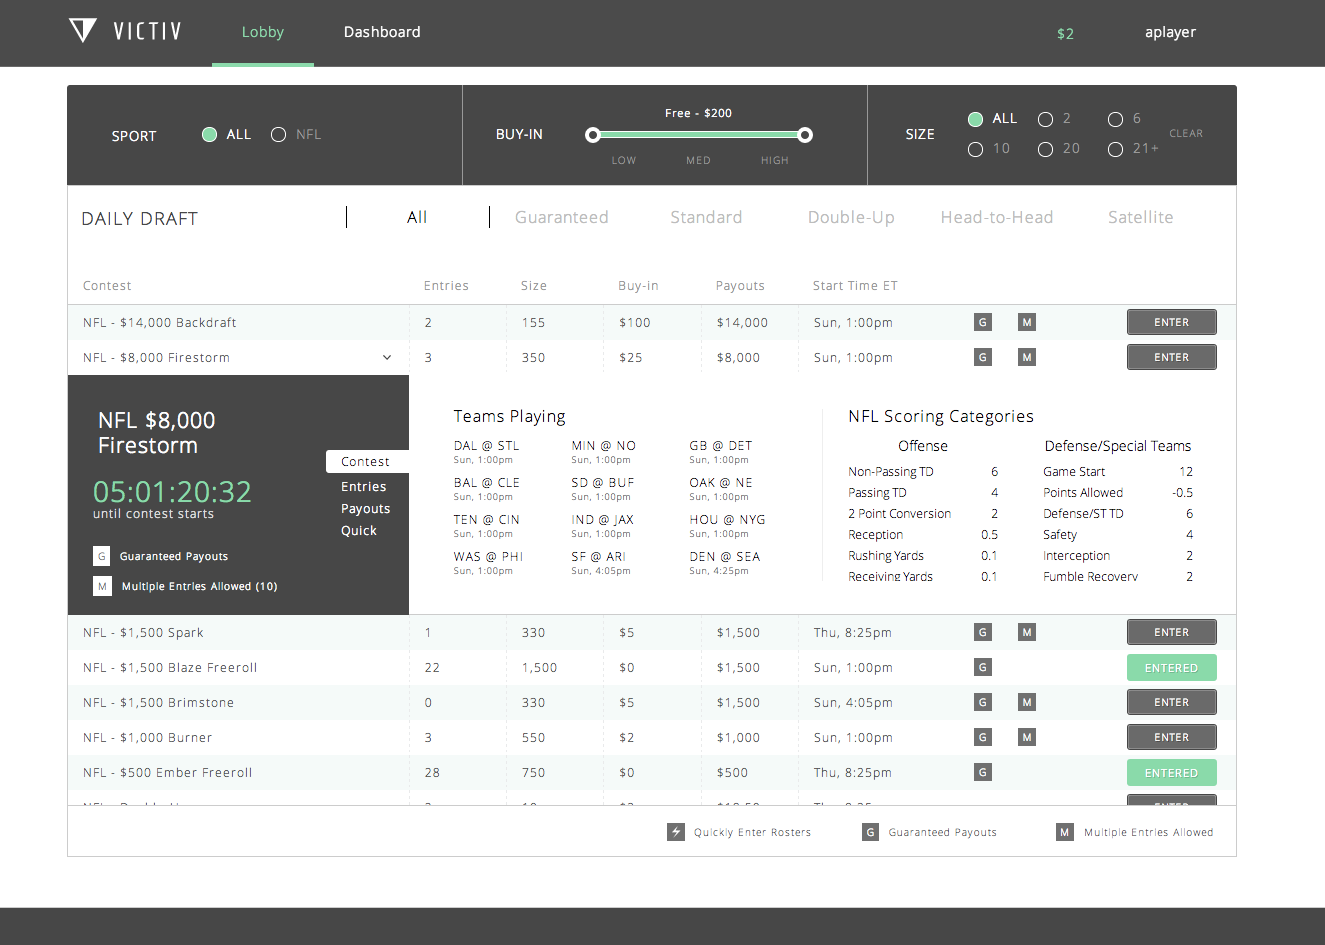 VICTIV Lobby Dashboard $2 aplayer
SPORT ALL NFL
BUY-IN
Free - $200
LOW MED HIGH
SIZE ALL 2 6
10 20 21+
CLEAR
DAILY DRAFT All Guaranteed Standard Double-Up Head-to-Head Satellite
Contest Entries Size Buy-in Payouts Start Time ET
NFL - $14,000 Backdraft 2 155 $100 $14,000 Sun, 1:00pm G M ENTER
NFL - $8,000 Firestorm 3 350 $25 $8,000 Sun, 1:00pm G M ENTER
NFL $8,000
Firestorm
05:01:20:32
until contest starts
G Guaranteed Payouts
M Multiple Entries Allowed (10)
Contest
Entries
Payouts
Quick
Teams Playing
DAL @ STL MIN @ NO GB @ DET
Sun, 1:00pm Sun, 1:00pm Sun, 1:00pm
BAL @ CLE SD @ BUF OAK @ NE
Sun, 1:00pm Sun, 1:00pm Sun, 1:00pm
TEN @ CIN IND @ JAX HOU @ NYG
Sun, 1:00pm Sun, 1:00pm Sun, 1:00pm
WAS @ PHI SF @ ARI DEN @ SEA
Sun, 1:00pm Sun, 4:05pm Sun, 4:25pm
NFL Scoring Categories
Offense Defense/Special Teams
Non-Passing TD 6 Game Start 12
Passing TD 4 Points Allowed -0.5
2 Point Conversion 2 Defense/ST TD 6
Reception 0.5 Safety 4
Rushing Yards 0.1 Interception 2
Receiving Yards 0.1 Fumble Recovery 2
NFL - $1,500 Spark 1 330 $5 $1,500 Thu, 8:25pm G M ENTER
NFL - $1,500 Blaze Freeroll 22 1,500 $0 $1,500 Sun, 1:00pm G ENTERED
NFL - $1,500 Brimstone 0 330 $5 $1,500 Sun, 4:05pm G M ENTER
NFL - $1,000 Burner 3 550 $2 $1,000 Sun, 1:00pm G M ENTER
NFL - $500 Ember Freeroll 28 750 $0 $500 Thu, 8:25pm G ENTERED
Quickly Enter Rosters G Guaranteed Payouts M Multiple Entries Allowed